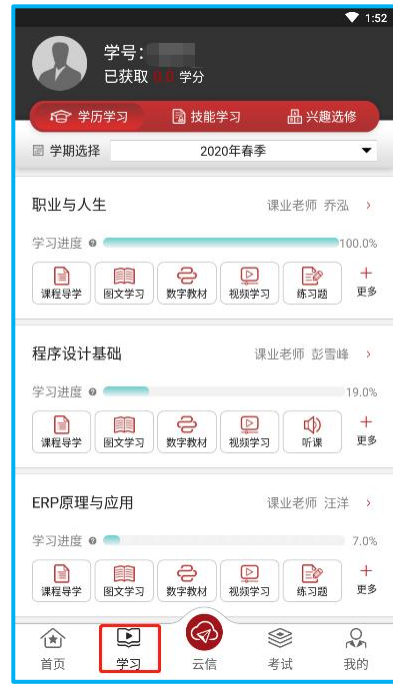 1:52
学号:
已获取 0.0 学分
学历学习 技能学习 兴趣选修
学期选择 2020年春季
职业与人生 课业老师 乔泓
学习进度 100.0%
课程导学 图文学习 数字教材 视频学习 练习题 更多
程序设计基础 课业老师 彭雪峰
学习进度 19.0%
课程导学 图文学习 数字教材 视频学习 听课 更多
ERP原理与应用 课业老师 汪洋
学习进度 7.0%
课程导学 图文学习 数字教材 视频学习 练习题 更多
首页 学习 云信 考试 我的